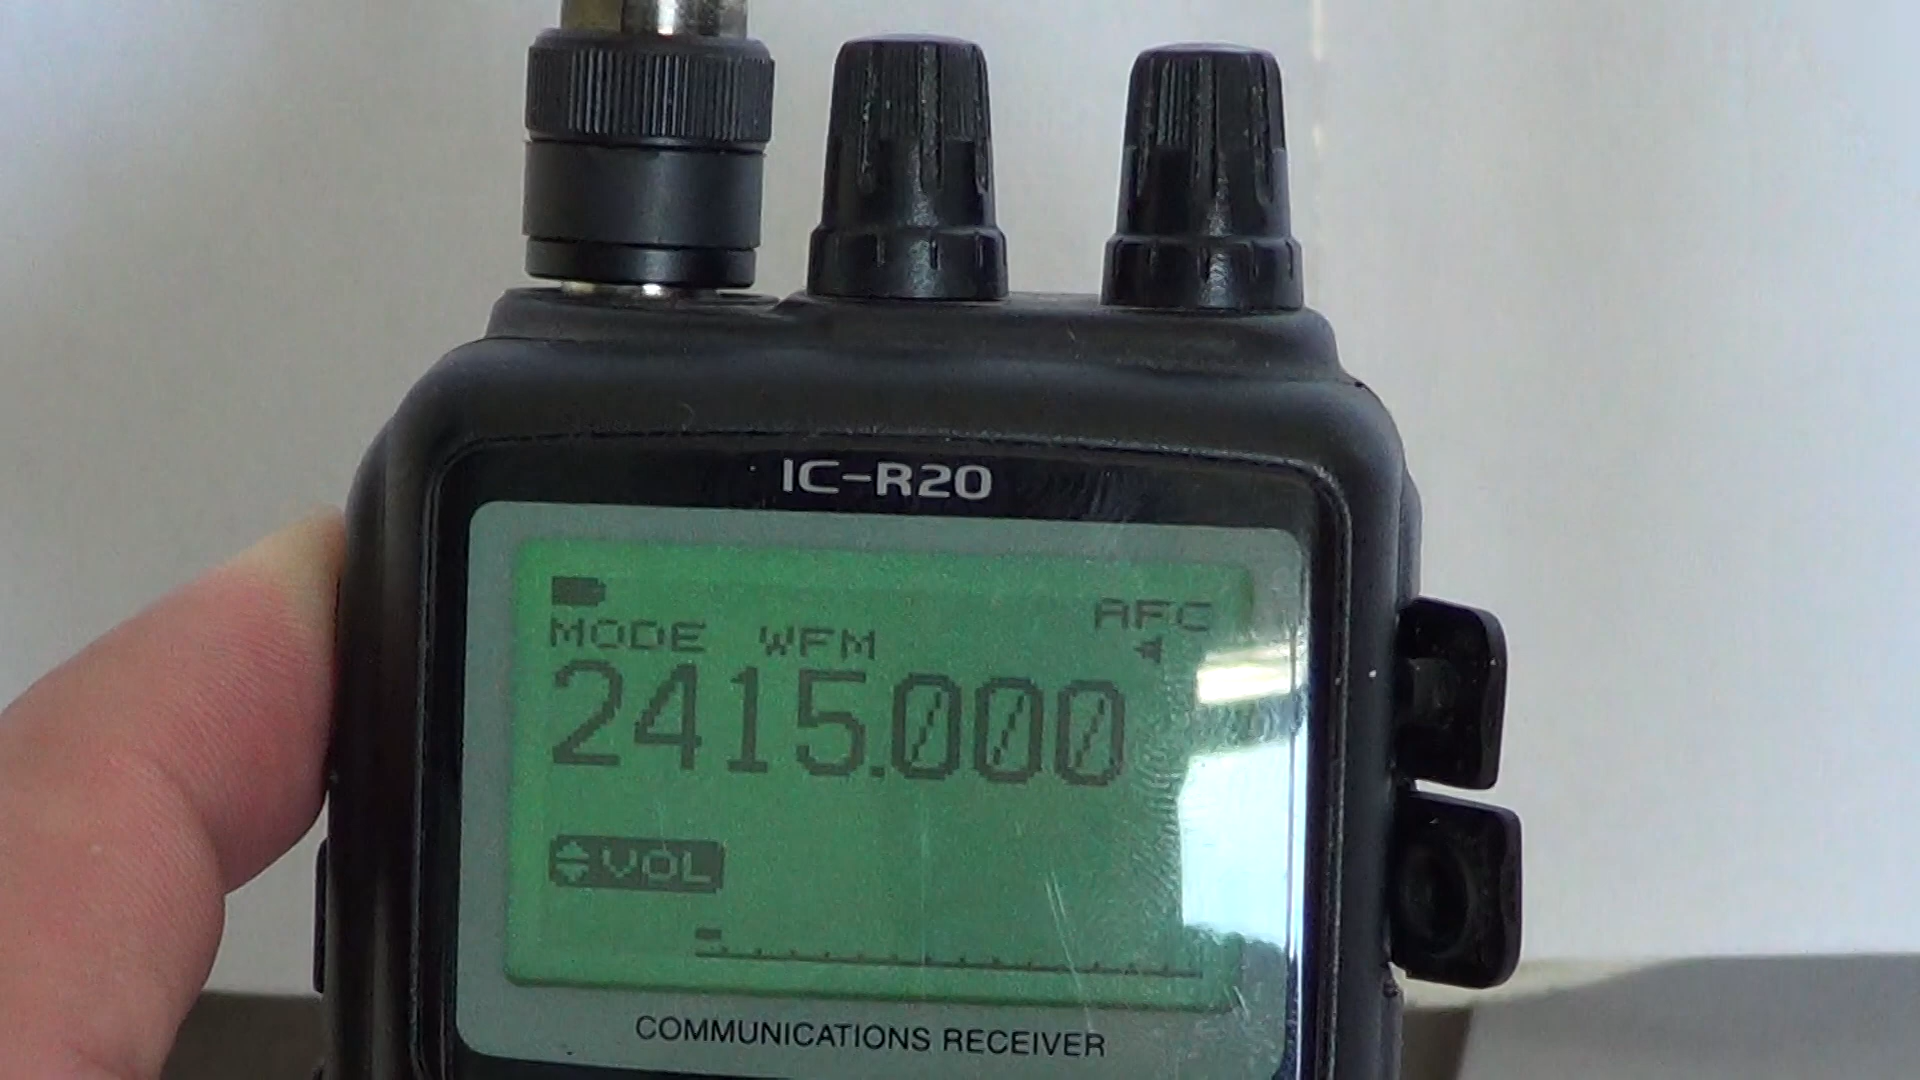 IC-R20
AFC
MODE WFM
2415.000
VOL
COMMUNICATIONS RECEIVER